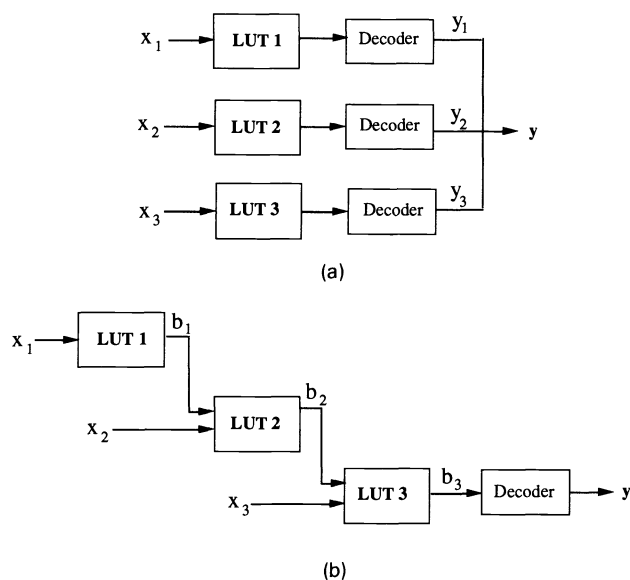 x₁ LUT 1 Decoder y₁
x₂ LUT 2 Decoder y₂ y
x₃ LUT 3 Decoder y₃
(a)
x₁ LUT 1 b₁
x₂ LUT 2 b₂
x₃ LUT 3 b₃ Decoder y
(b)